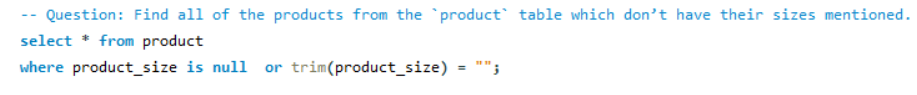 -- Question: Find all of the products from the `product` table which don’t have their sizes mentioned.
select * from product
where product_size is null  or trim(product_size) = "";